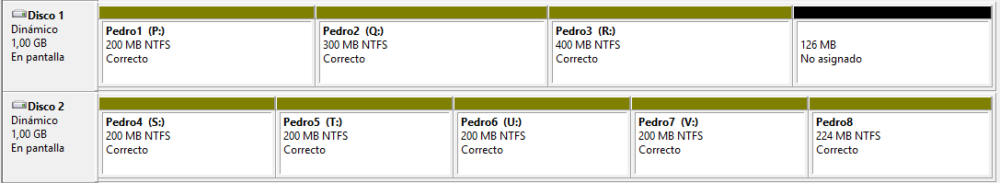 Disco 1
Dinámico
1,00 GB
En pantalla
Pedro1 (P:)
200 MB NTFS
Correcto
Pedro2 (Q:)
300 MB NTFS
Correcto
Pedro3 (R:)
400 MB NTFS
Correcto
126 MB
No asignado
Disco 2
Dinámico
1,00 GB
En pantalla
Pedro4 (S:)
200 MB NTFS
Correcto
Pedro5 (T:)
200 MB NTFS
Correcto
Pedro6 (U:)
200 MB NTFS
Correcto
Pedro7 (V:)
200 MB NTFS
Correcto
Pedro8
224 MB NTFS
Correcto